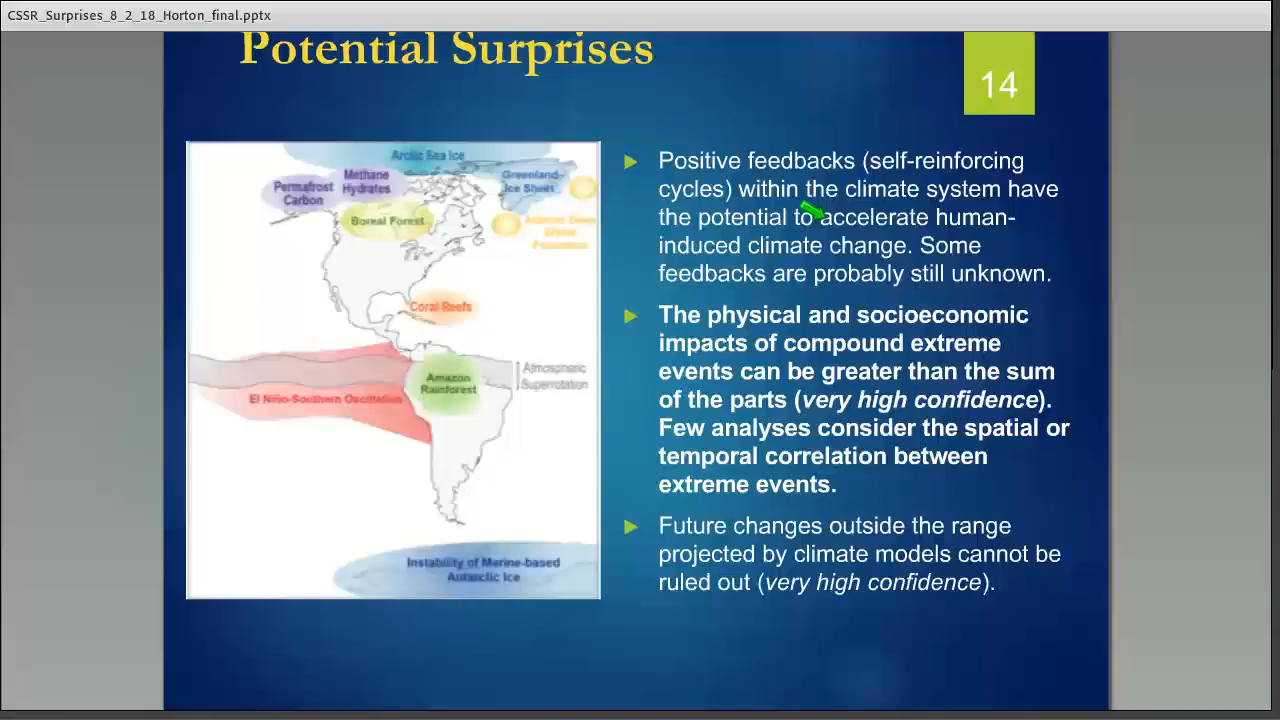 CSSR_Surprises_8_2_18_Horton_final.pptx
Potential Surprises
14
Arctic Sea Ice
Methane
Hydrates
Permafrost
Carbon
Greenland
Ice Sheet
Boreal Forest
Coral Reefs
Atmospheric
Superrotation
Amazon
Rainforest
El Nino-Southern Oscillation
Instability of Marine-based
Antarctic Ice
Positive feedbacks (self-reinforcing
cycles) within the climate system have
the potential to accelerate human-
induced climate change. Some
feedbacks are probably still unknown.
The physical and socioeconomic
impacts of compound extreme
events can be greater than the sum
of the parts (very high confidence).
Few analyses consider the spatial or
temporal correlation between
extreme events.
Future changes outside the range
projected by climate models cannot be
ruled out (very high confidence).